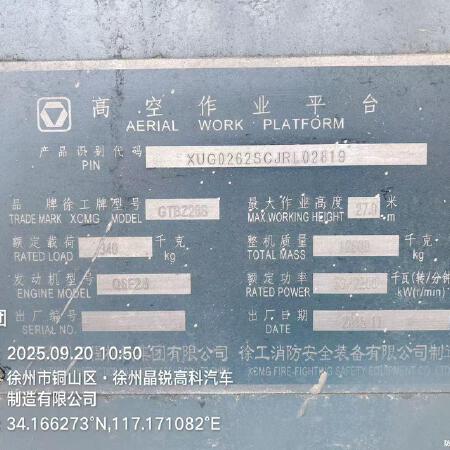 高空作业平台
AERIAL WORK PLATFORM
产品识别代码
PIN
XUG0262SCJRL02819
品牌徐工牌型号
TRADE MARK XCMG MODEL
GTBZ26S
最大作业高度
MAX.WORKING HEIGHT
27.0
米
m
额定载荷
RATED LOAD
340
千克
kg
整机质量
TOTAL MASS
千克
kg
发动机型号
ENGINE MODEL
QSF2.8
额定功率
RATED POWER
千瓦(转/分钟
kW(r/min)
出厂编号
SERIAL NO.
出厂日期
DATE
集团有限公司 徐工消防安全装备有限公司制
XCMG FIRE-FIGHTING SAFETY EQUIPMENT CO.
团
2025.09.20 10:50
徐州市铜山区·徐州晶锐高科汽车
制造有限公司
34.166273°N,117.171082°E